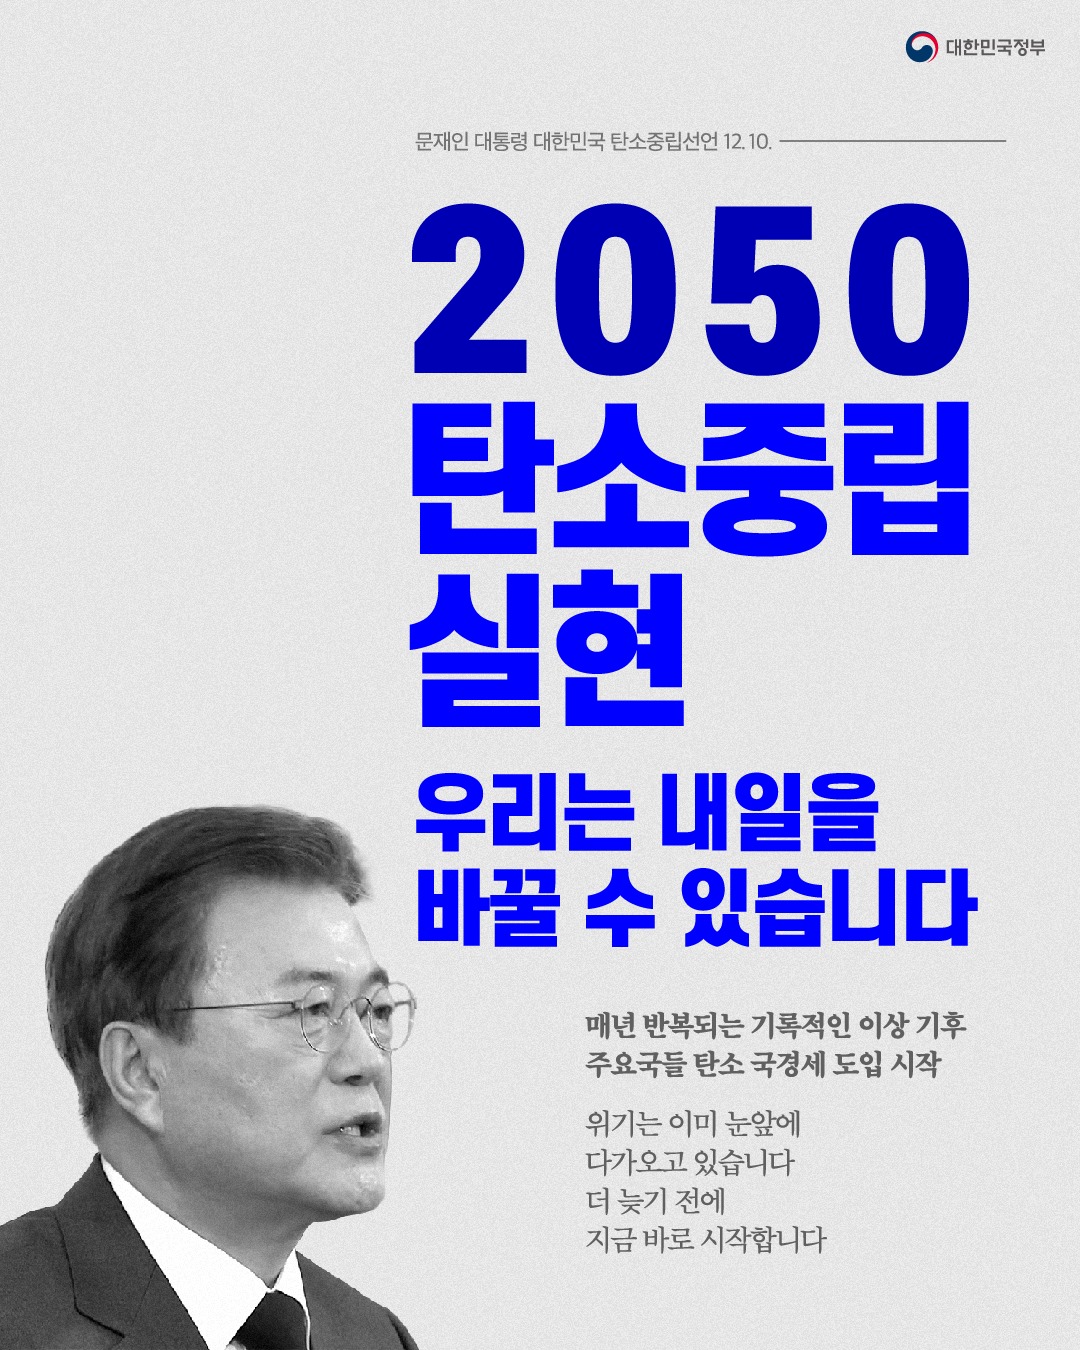 대한민국정부
문재인 대통령 대한민국 탄소중립선언 12. 10.
2050
탄소중립
실현
우리는 내일을
바꿀 수 있습니다
매년 반복되는 기록적인 이상 기후
주요국들 탄소 국경세 도입 시작
위기는 이미 눈앞에
다가오고 있습니다
더 늦기 전에
지금 바로 시작합니다